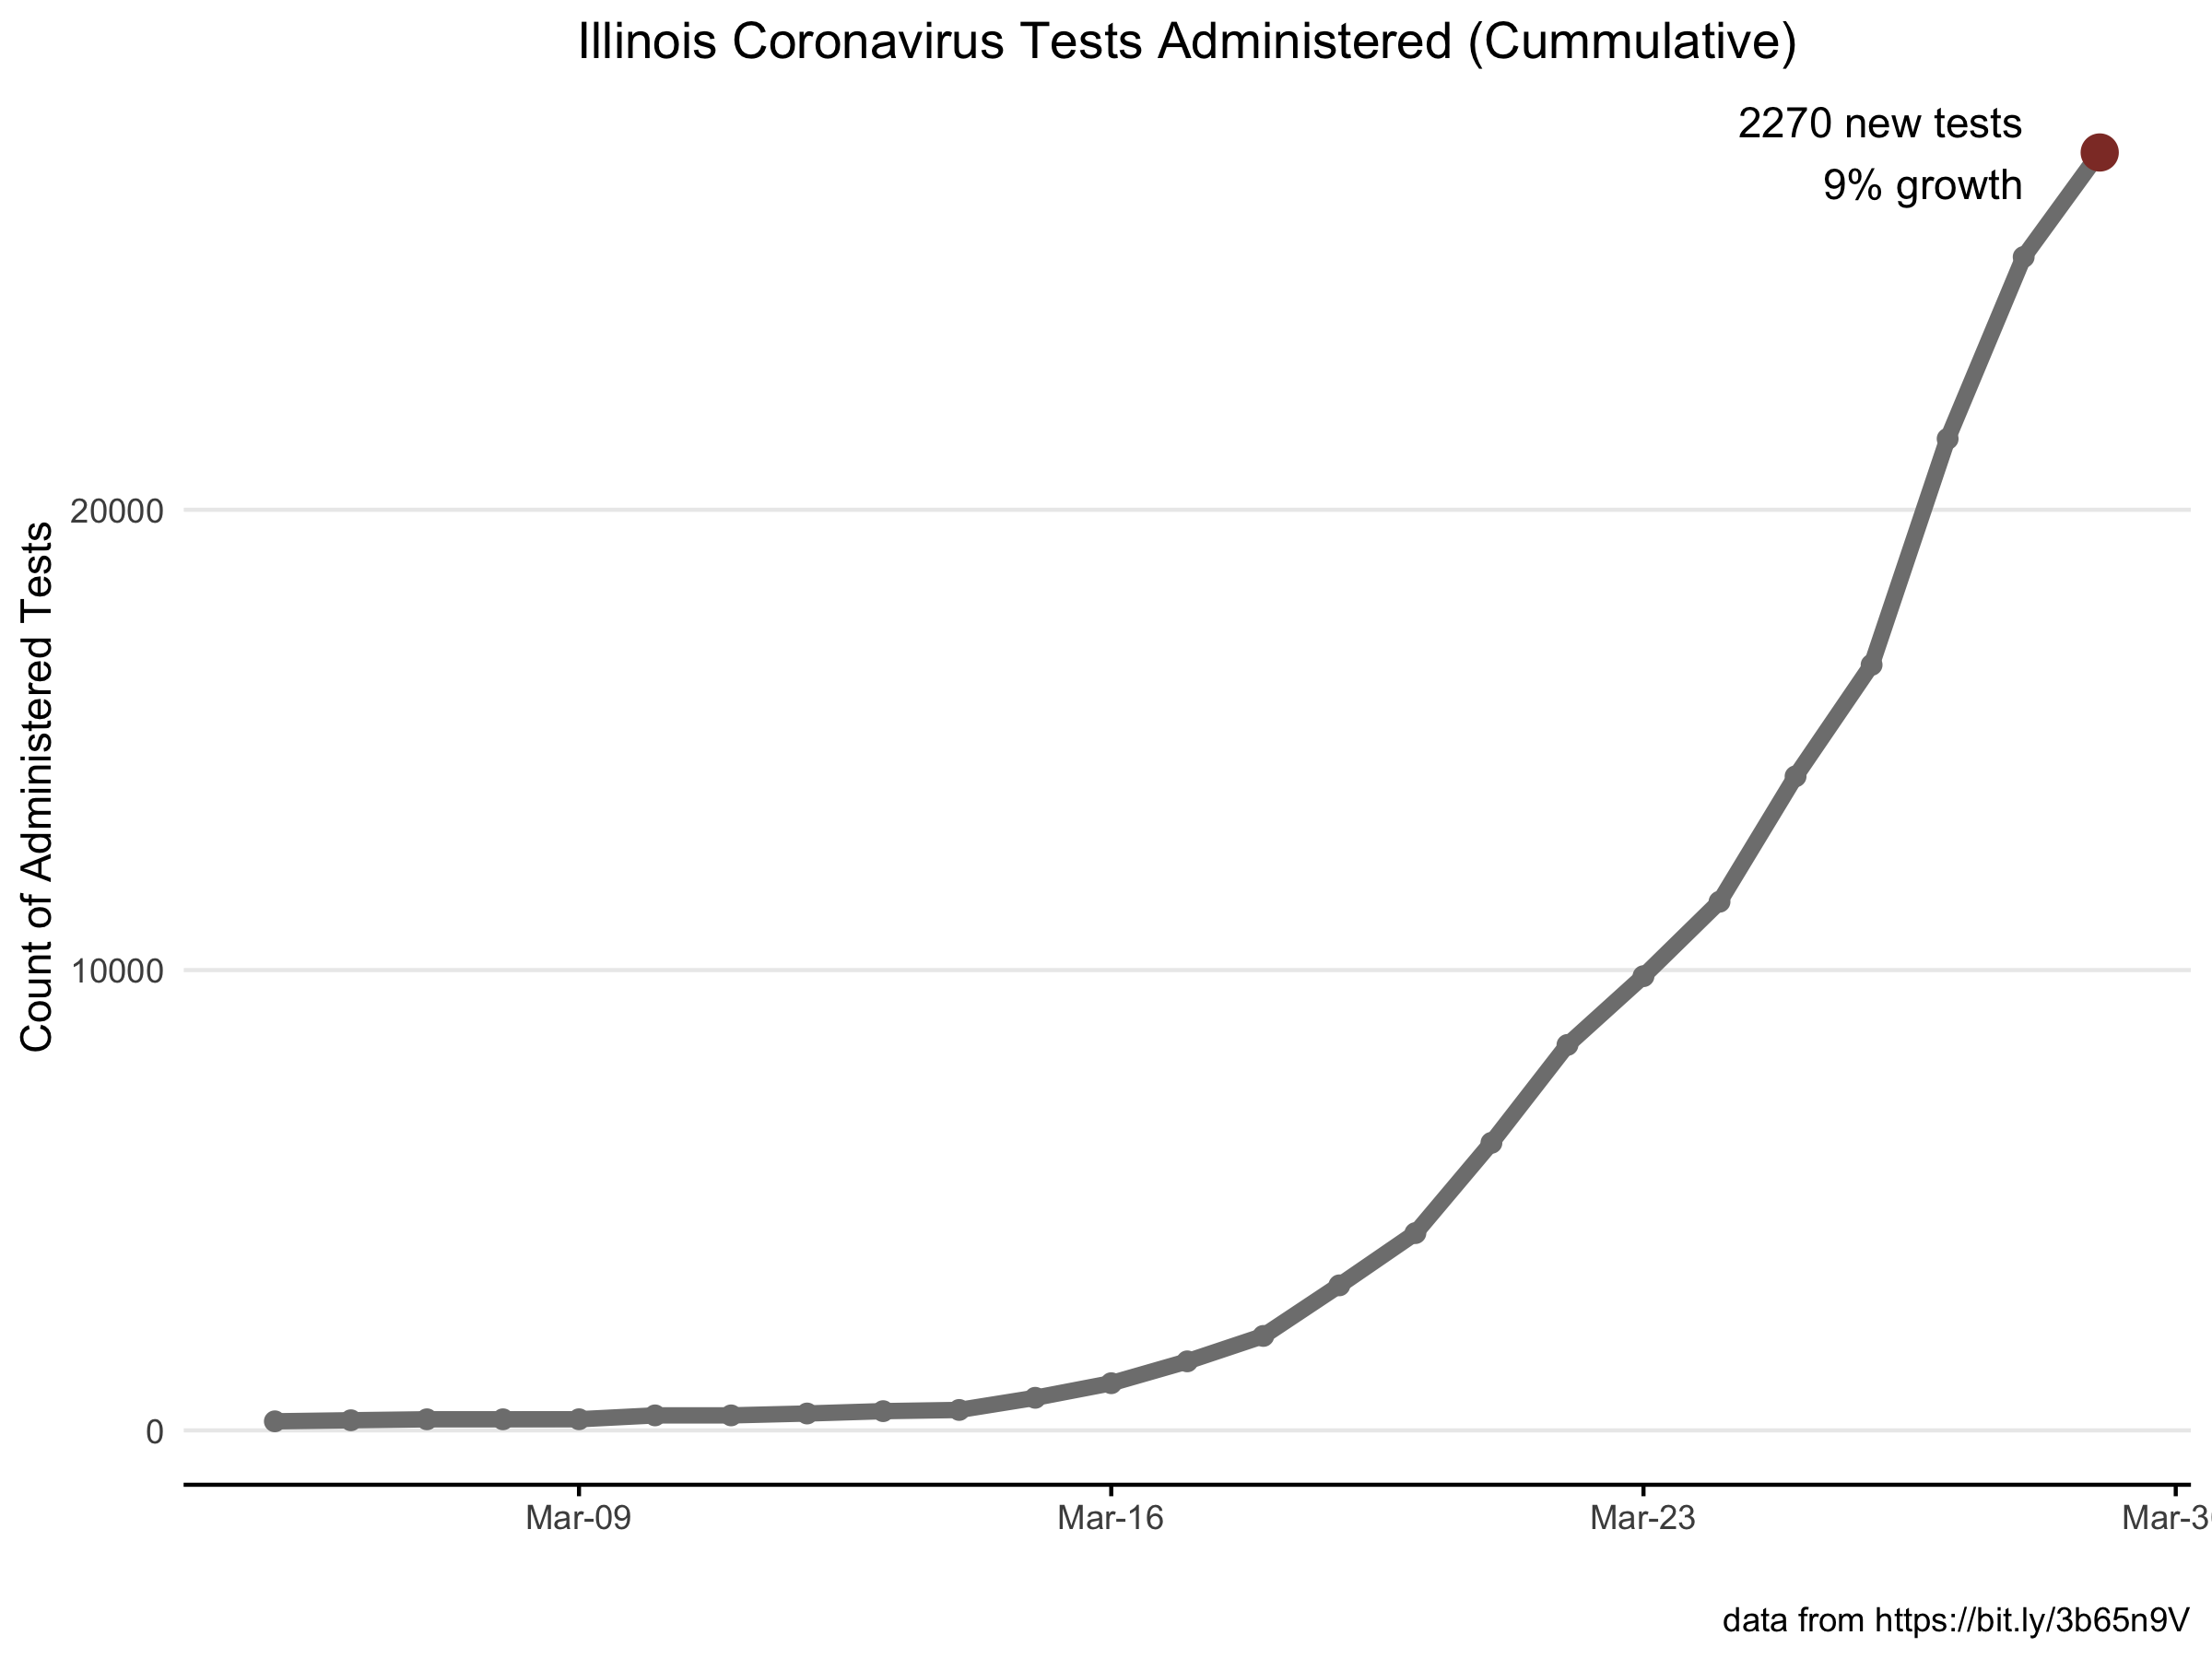 Illinois Coronavirus Tests Administered (Cummulative)
2270 new tests
9% growth
Count of Administered Tests
20000
10000
0
Mar-09
Mar-16
Mar-23
Mar-3
data from https://bit.ly/3b65n9V